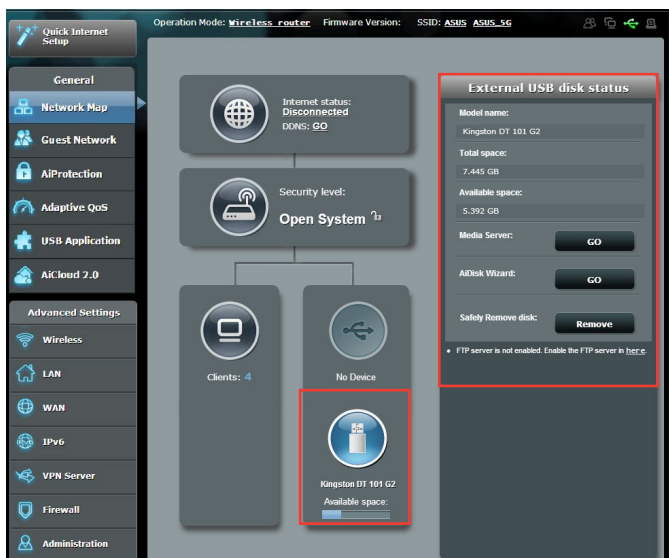 Quick Internet
Setup
Operation Mode: Wireless router Firmware Version: SSID: ASUS ASUS_5G
General
Network Map
Guest Network
AiProtection
Adaptive QoS
USB Application
AiCloud 2.0
Advanced Settings
Wireless
LAN
WAN
IPv6
VPN Server
Firewall
Administration
Internet status:
Disconnected
DDNS: GO
Security level:
Open System
Clients: 4
No Device
Kingston DT 101 G2
Available space:
External USB disk status
Model name:
Kingston DT 101 G2
Total space:
7.445 GB
Available space:
5.392 GB
Media Server: GO
AiDisk Wizard: GO
Safely Remove disk: Remove
• FTP server is not enabled. Enable the FTP server in here.